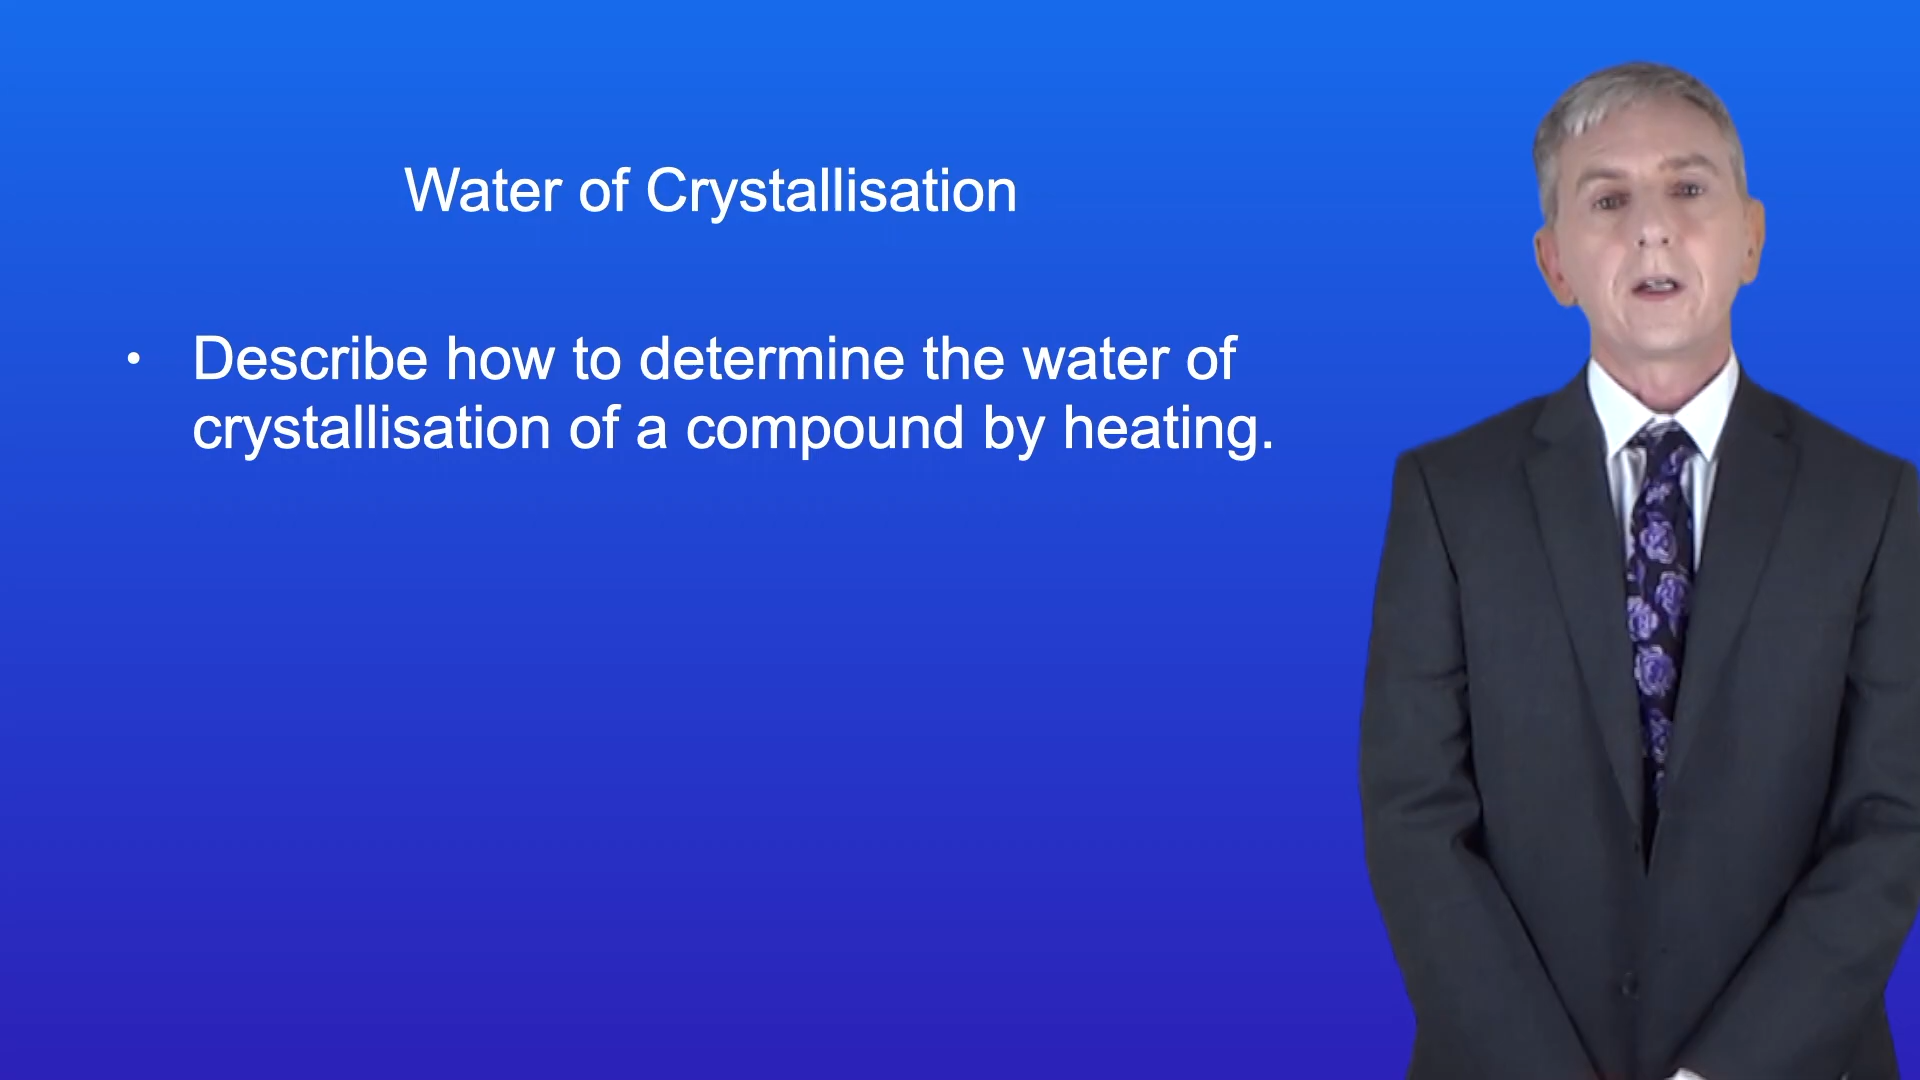 Water of Crystallisation
• Describe how to determine the water of
crystallisation of a compound by heating.